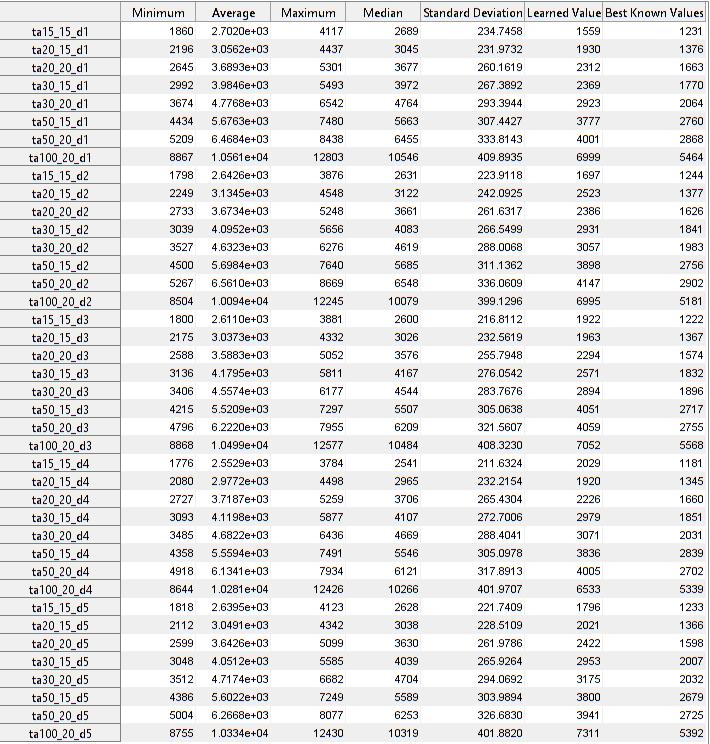 Minimum Average Maximum Median Standard Deviation Learned Value Best Known Values
ta15_15_d1 1860 2.7020e+03 4117 2689 234.7458 1559 1231
ta20_15_d1 2196 3.0562e+03 4437 3045 231.9732 1930 1376
ta20_20_d1 2645 3.6893e+03 5301 3677 260.1619 2312 1663
ta30_15_d1 2992 3.9846e+03 5493 3972 267.3892 2369 1770
ta30_20_d1 3674 4.7768e+03 6542 4764 293.3944 2923 2064
ta50_15_d1 4434 5.6763e+03 7480 5663 307.4427 3777 2760
ta50_20_d1 5209 6.4684e+03 8438 6455 333.8143 4001 2868
ta100_20_d1 8867 1.0561e+04 12803 10546 409.8935 6999 5464
ta15_15_d2 1798 2.6426e+03 3876 2631 223.9118 1697 1244
ta20_15_d2 2249 3.1345e+03 4548 3122 242.0925 2523 1377
ta20_20_d2 2733 3.6734e+03 5248 3661 261.6317 2386 1626
ta30_15_d2 3039 4.0952e+03 5656 4083 266.5499 2931 1841
ta30_20_d2 3527 4.6323e+03 6276 4619 288.0068 3057 1983
ta50_15_d2 4500 5.6984e+03 7640 5685 311.1362 3898 2756
ta50_20_d2 5267 6.5610e+03 8669 6548 336.0609 4147 2902
ta100_20_d2 8504 1.0094e+04 12245 10079 399.1296 6995 5181
ta15_15_d3 1800 2.6110e+03 3881 2600 216.8112 1922 1222
ta20_15_d3 2175 3.0373e+03 4332 3026 232.5619 1963 1367
ta20_20_d3 2588 3.5883e+03 5052 3576 255.7948 2294 1574
ta30_15_d3 3136 4.1795e+03 5811 4167 276.0542 2571 1832
ta30_20_d3 3406 4.5574e+03 6177 4544 283.7676 2894 1896
ta50_15_d3 4215 5.5209e+03 7297 5507 305.0638 4051 2717
ta50_20_d3 4796 6.2220e+03 7955 6209 321.5607 4059 2755
ta100_20_d3 8868 1.0499e+04 12577 10484 408.3230 7052 5568
ta15_15_d4 1776 2.5529e+03 3784 2541 211.6324 2029 1181
ta20_15_d4 2080 2.9772e+03 4498 2965 232.2154 1920 1345
ta20_20_d4 2727 3.7187e+03 5259 3706 265.4304 2226 1660
ta30_15_d4 3093 4.1198e+03 5877 4107 272.7006 2979 1851
ta30_20_d4 3485 4.6822e+03 6436 4669 288.4041 3071 2031
ta50_15_d4 4358 5.5594e+03 7491 5546 305.0978 3836 2839
ta50_20_d4 4918 6.1341e+03 7934 6121 317.8913 4005 2702
ta100_20_d4 8644 1.0281e+04 12426 10266 401.9707 6533 5339
ta15_15_d5 1818 2.6395e+03 4123 2628 221.7409 1796 1233
ta20_15_d5 2112 3.0491e+03 4342 3038 228.5109 2021 1366
ta20_20_d5 2599 3.6426e+03 5099 3630 261.9786 2422 1598
ta30_15_d5 3048 4.0512e+03 5585 4039 265.9264 2953 2007
ta30_20_d5 3512 4.7174e+03 6682 4704 294.0692 3175 2032
ta50_15_d5 4386 5.6022e+03 7249 5589 303.9894 3800 2679
ta50_20_d5 5004 6.2668e+03 8077 6253 326.6830 3941 2725
ta100_20_d5 8755 1.0334e+04 12430 10319 401.8820 7311 5392